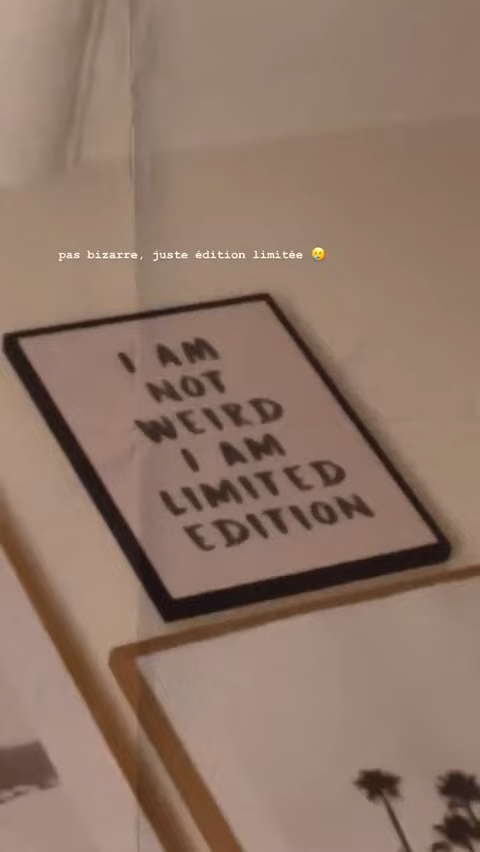 pas bizarre, juste édition limitée 🥲
I AM
NOT
WEIRD
I AM
LIMITED
EDITION